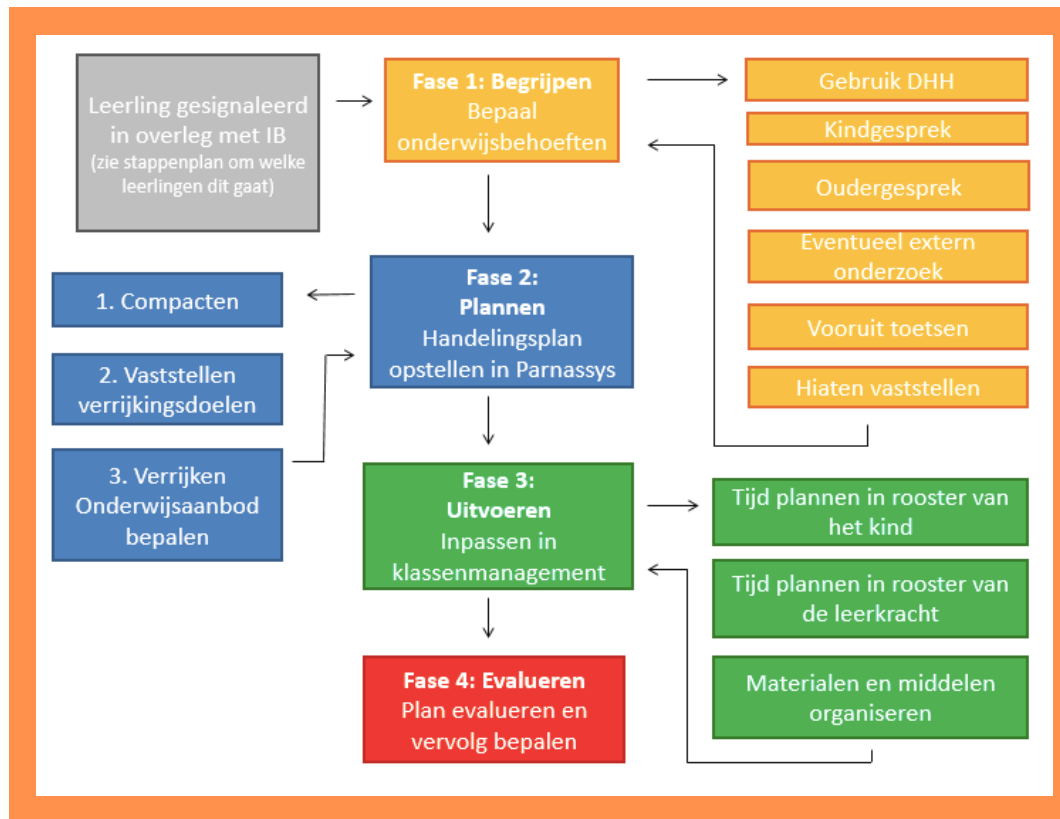 Leerling gesignaleerd
in overleg met IB
(zie stappenplan om welke
leerlingen dit gaat)
Fase 1: Begrijpen
Bepaal
onderwijsbehoeften
Gebruik DHH
Kindgesprek
Oudergesprek
Eventueel extern
onderzoek
Vooruit toetsen
Hiaten vaststellen
Fase 2:
Plannen
Handelingsplan
opstellen in Parnassys
1. Compacten
2. Vaststellen
verrijkingsdoelen
3. Verrijken
Onderwijsaanbod
bepalen
Fase 3:
Uitvoeren
Inpassen in
klassenmanagement
Tijd plannen in rooster van
het kind
Tijd plannen in rooster van
de leerkracht
Materialen en middelen
organiseren
Fase 4: Evalueren
Plan evalueren en
vervolg bepalen